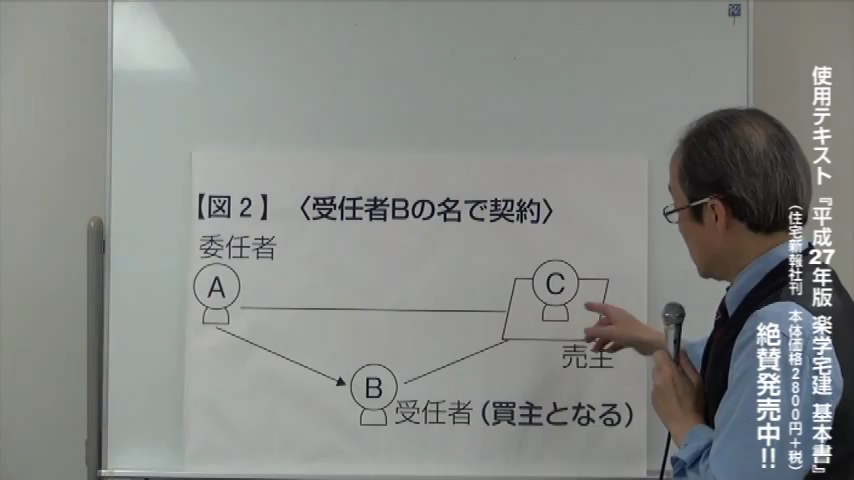 【図2】 〈受任者Bの名で契約〉
委任者
A
C
売主
B
受任者(買主となる)
使用テキスト『平成27年版 楽学宅建 基本書』
(住宅新報社刊 本体価格2800円+税)
絶賛発売中!!